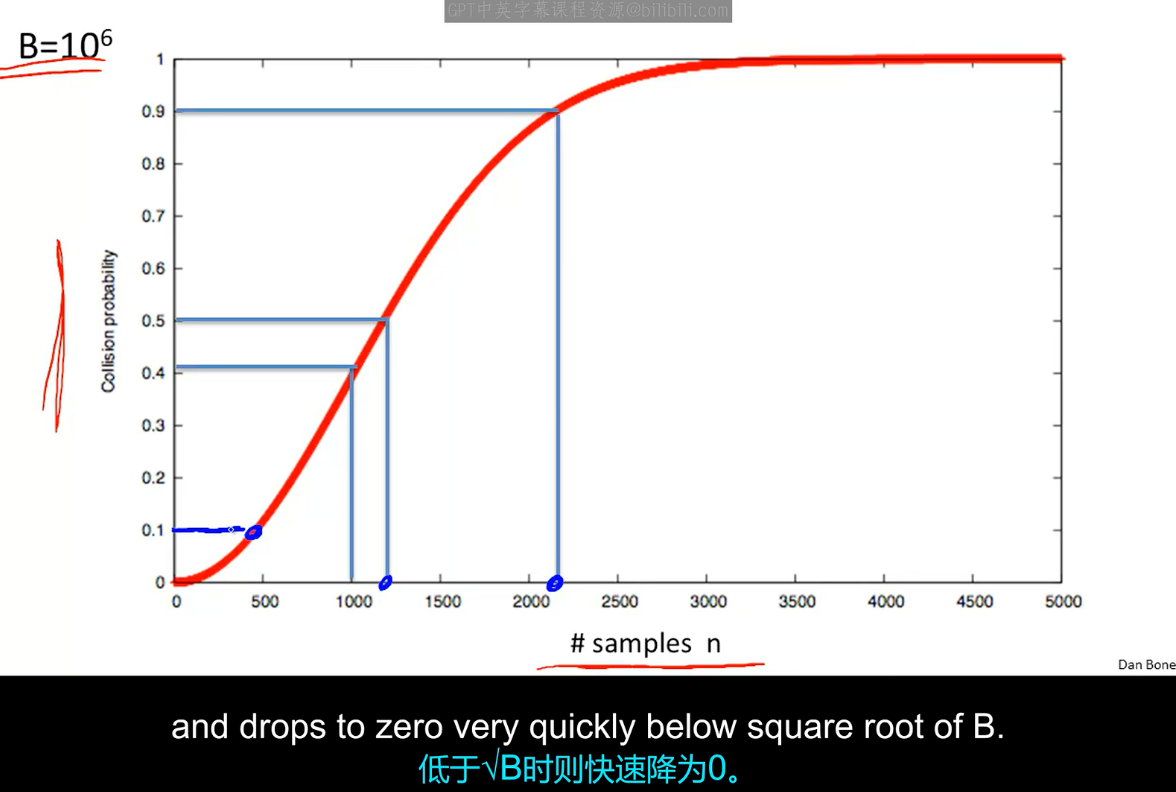 GPT中英字幕课程资源@bilibili.com
B=10⁶
1
0.9
0.8
0.7
0.6
0.5
0.4
0.3
0.2
0.1
0
Collision probability
0 500 1000 1500 2000 2500 3000 3500 4000 4500 5000
# samples n
Dan Bone
and drops to zero very quickly below square root of B.
低于√B时则快速降为0。